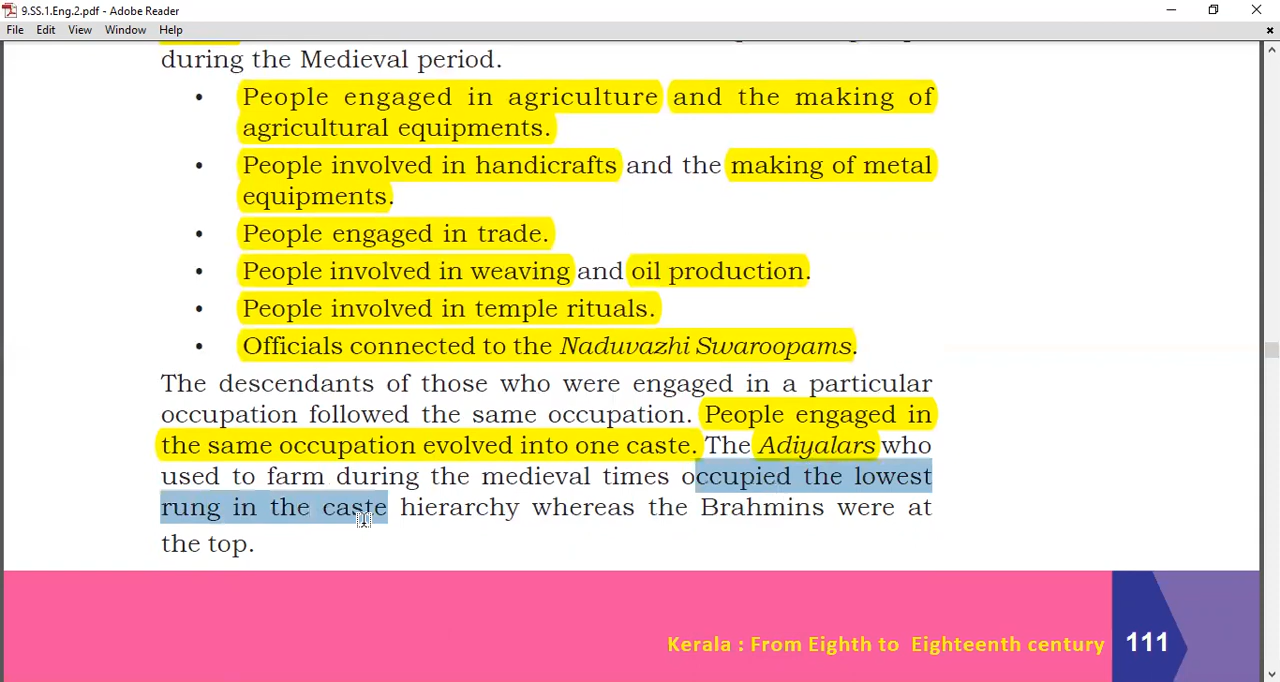 9.SS.1.Eng.2.pdf - Adobe Reader
File Edit View Window Help
during the Medieval period.
• People engaged in agriculture and the making of
agricultural equipments.
• People involved in handicrafts and the making of metal
equipments.
• People engaged in trade.
• People involved in weaving and oil production.
• People involved in temple rituals.
• Officials connected to the Naduvazhi Swaroopams.
The descendants of those who were engaged in a particular
occupation followed the same occupation. People engaged in
the same occupation evolved into one caste. The Adiyalars who
used to farm during the medieval times occupied the lowest
rung in the caste hierarchy whereas the Brahmins were at
the top.
Kerala : From Eighth to Eighteenth century 111